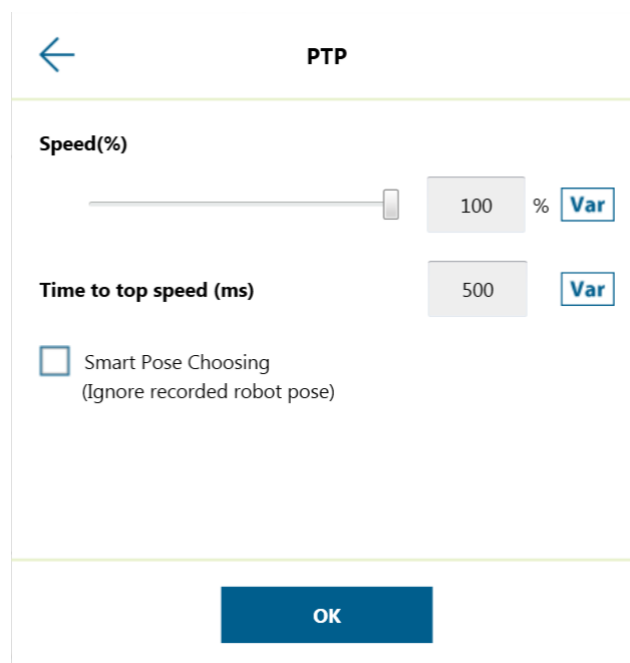 PTP
Speed(%)
100 % Var
Time to top speed (ms) 500 Var
Smart Pose Choosing
(Ignore recorded robot pose)
OK